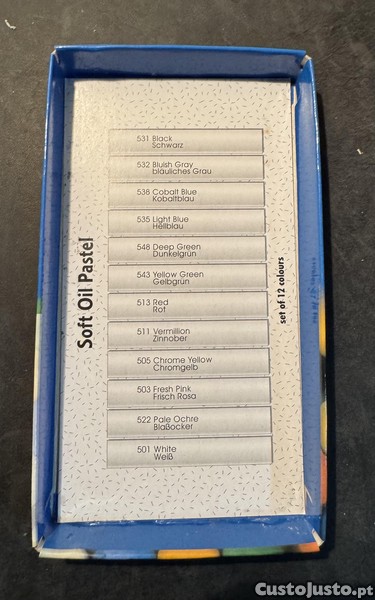 Soft Oil Pastel
531 Black
Schwarz
532 Bluish Gray
bläuliches Grau
536 Cobalt Blue
Kobaltblau
535 Light Blue
Hellblau
548 Deep Green
Dunkelgrün
543 Yellow Green
Gelbgrün
513 Red
Rot
511 Vermillion
Zinnober
505 Chrome Yellow
Chromgelb
503 Fresh Pink
Frisch Rosa
522 Pale Ochre
Blaßocker
501 White
Weiß
set of 12 colours
CustoJusto.pt